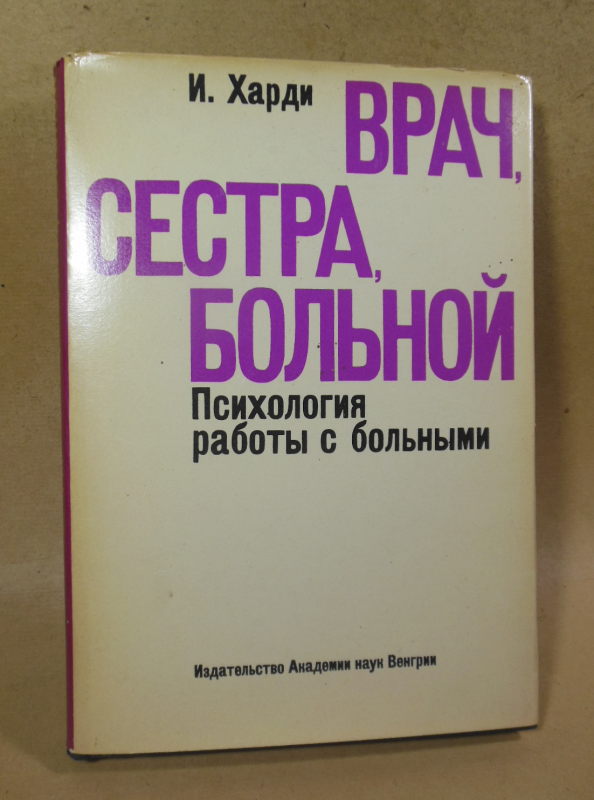 И. Харди
ВРАЧ,
СЕСТРА,
БОЛЬНОЙ
Психология
работы с больными
Издательство Академии наук Венгрии